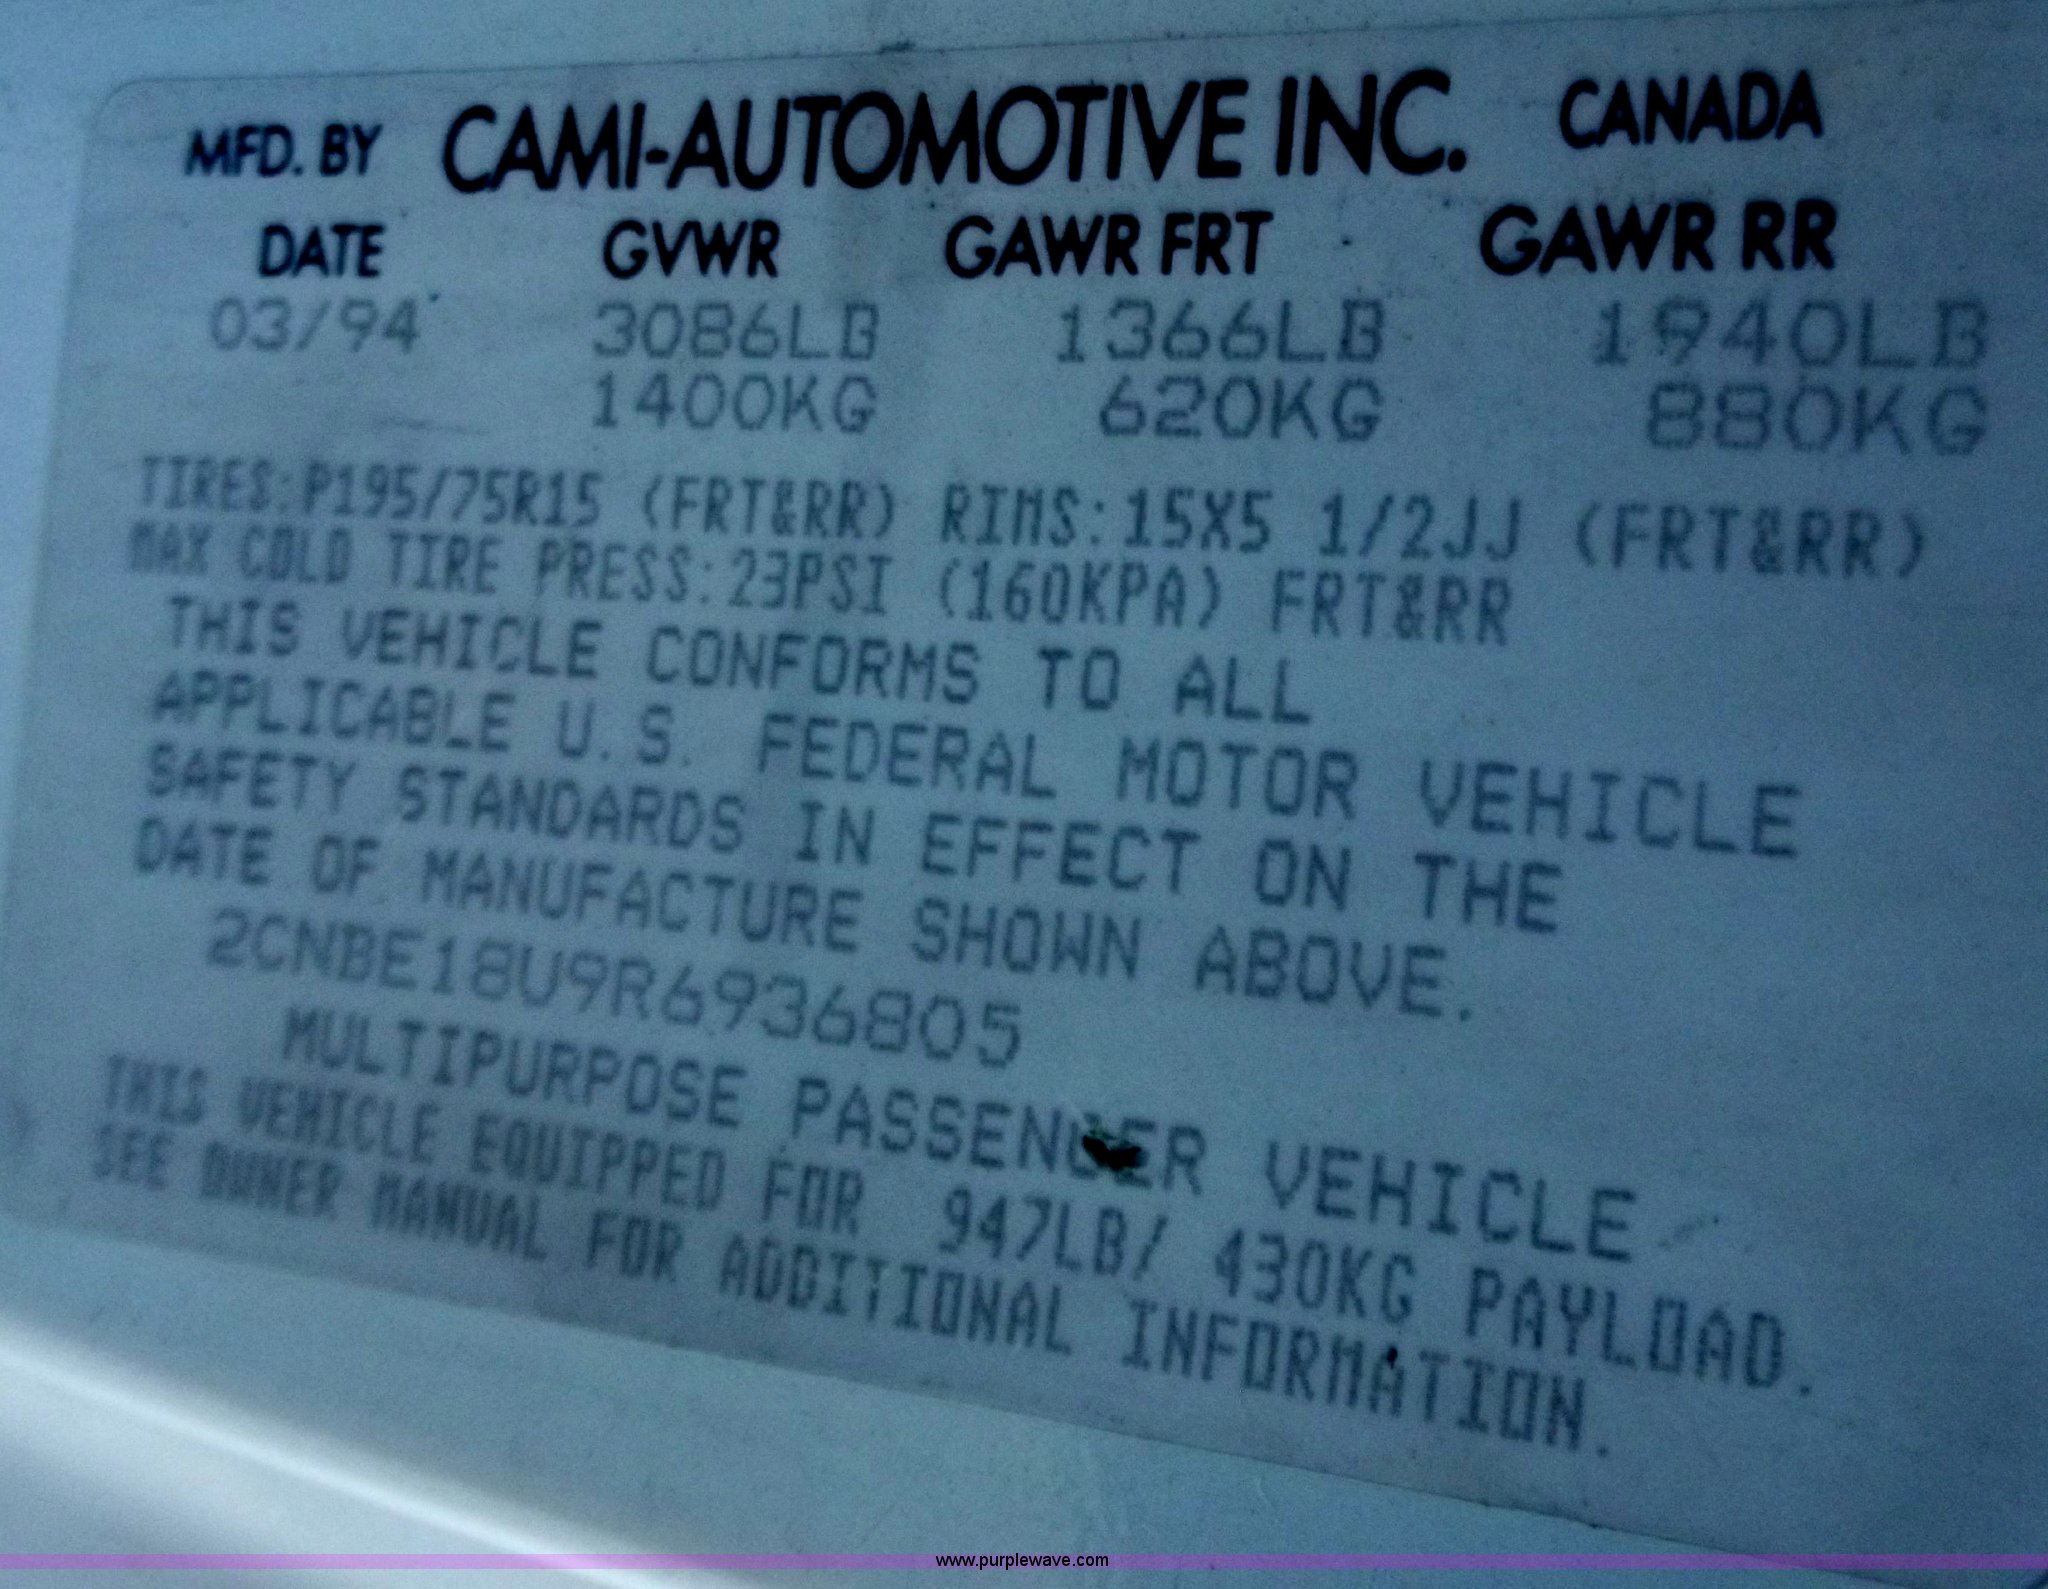 MFD. BY CAMI-AUTOMOTIVE INC. CANADA
DATE GVWR GAWR FRT GAWR RR
03/94 3086LB 1366LB 1940LB
1400KG 620KG 880KG
TIRES:P195/75R15 (FRT&RR) RIMS:15X5 1/2JJ (FRT&RR)
MAX COLD TIRE PRESS:23PSI (160KPA) FRT&RR
THIS VEHICLE CONFORMS TO ALL
APPLICABLE U.S. FEDERAL MOTOR VEHICLE
SAFETY STANDARDS IN EFFECT ON THE
DATE OF MANUFACTURE SHOWN ABOVE.
2CNBE18U9R6936805
MULTIPURPOSE PASSENGER VEHICLE
THIS VEHICLE EQUIPPED FOR 947LB/ 430KG PAYLOAD.
SEE OWNER MANUAL FOR ADDITIONAL INFORMATION.
www.purplewave.com